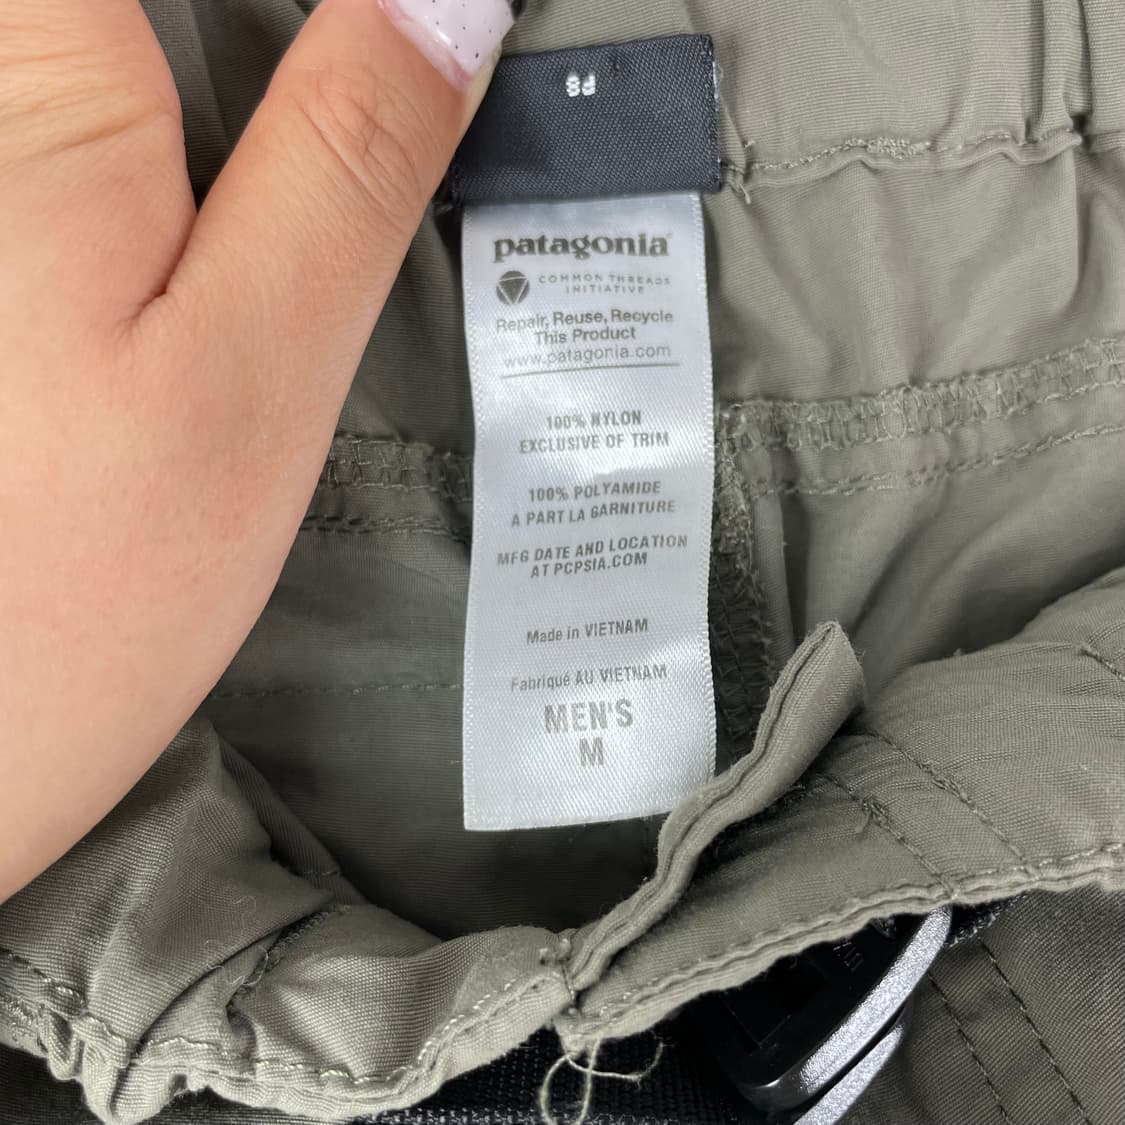 patagonia®
COMMON THREADS
INITIATIVE
Repair, Reuse, Recycle
This Product
www.patagonia.com
100% NYLON
EXCLUSIVE OF TRIM
100% POLYAMIDE
A PART LA GARNITURE
MFG DATE AND LOCATION
AT PCPSIA.COM
Made in VIETNAM
Fabriqué AU VIETNAM
MEN'S
M